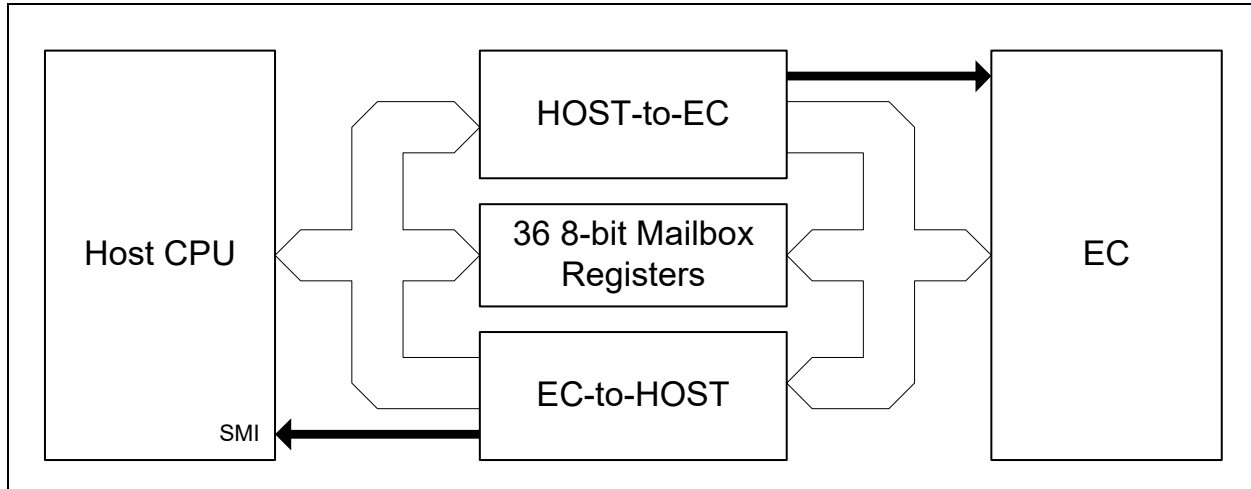 Host CPU
SMI
HOST-to-EC
36 8-bit Mailbox
Registers
EC-to-HOST
EC